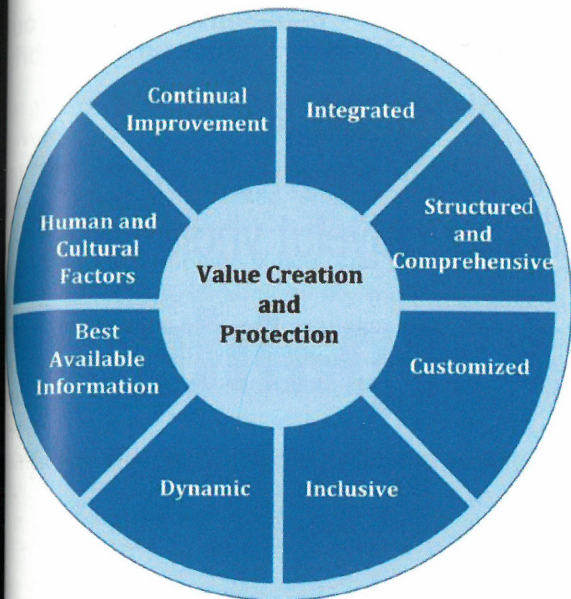 Continual
Improvement
Integrated
Structured
and
Comprehensive
Customized
Inclusive
Dynamic
Best
Available
Information
Human and
Cultural
Factors
Value Creation
and
Protection